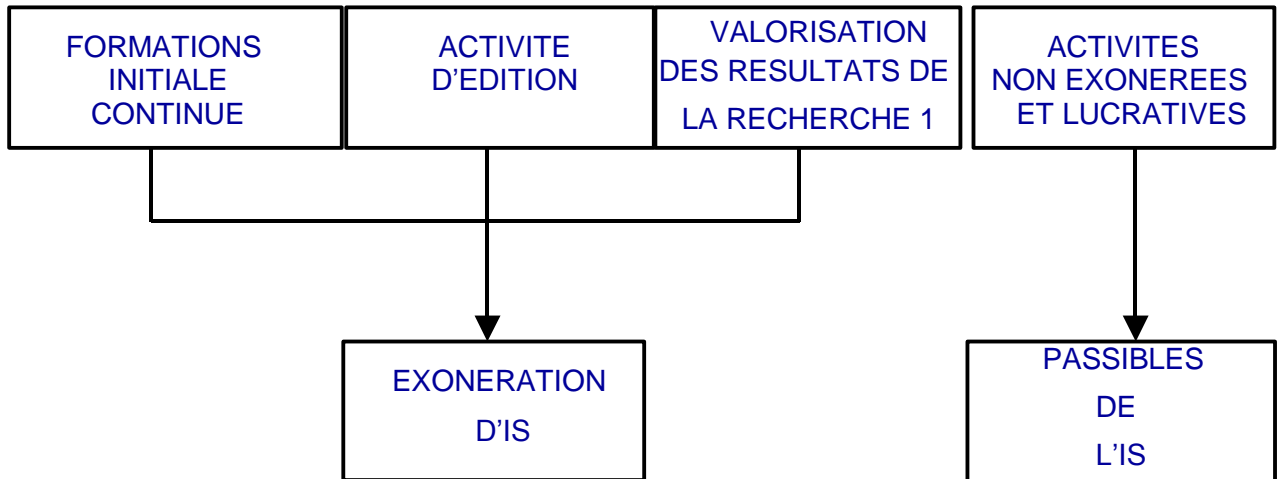 FORMATIONS
INITIALE
CONTINUE
ACTIVITE
D'EDITION
VALORISATION
DES RESULTATS DE
LA RECHERCHE 1
ACTIVITES
NON EXONEREES
ET LUCRATIVES
EXONERATION
D'IS
PASSIBLES
DE
L'IS